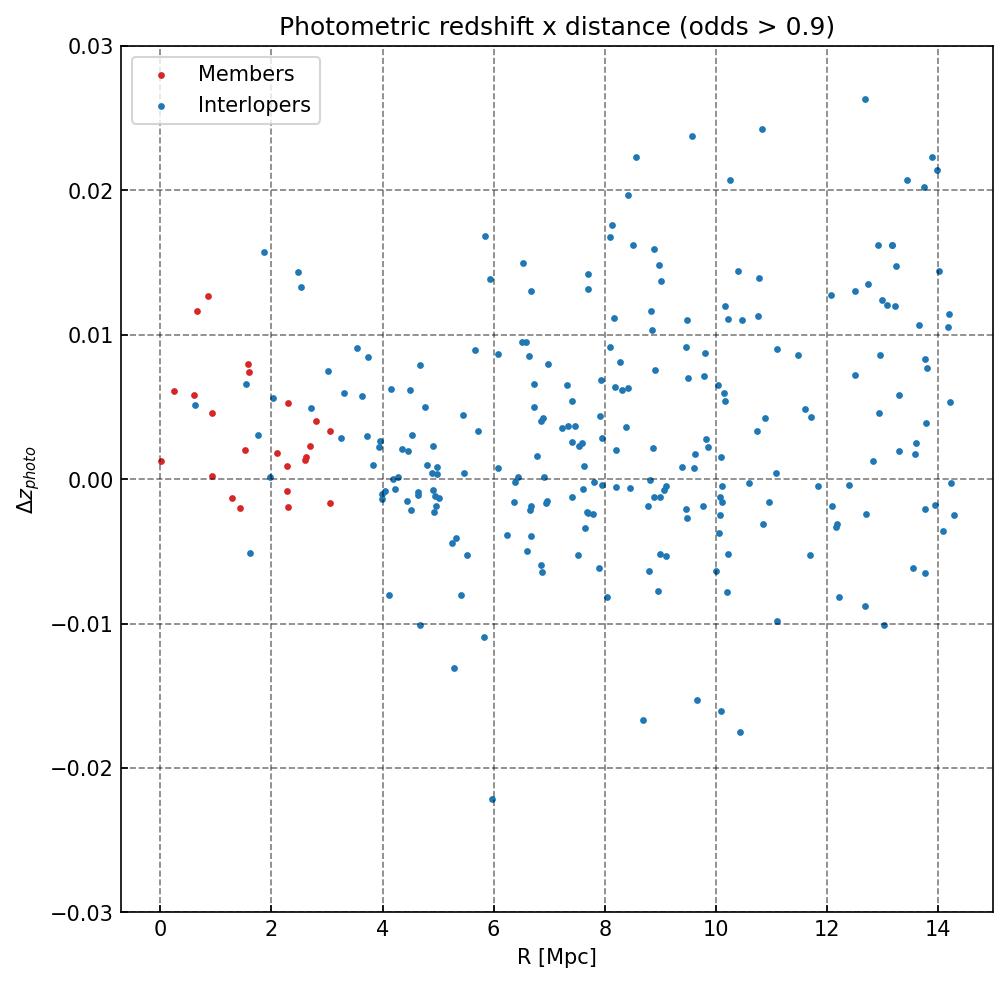 Photometric redshift x distance (odds > 0.9)
Members
Interlopers
0.03
0.02
0.01
0.00
−0.01
−0.02
−0.03
Δz_photo
0 2 4 6 8 10 12 14
R [Mpc]